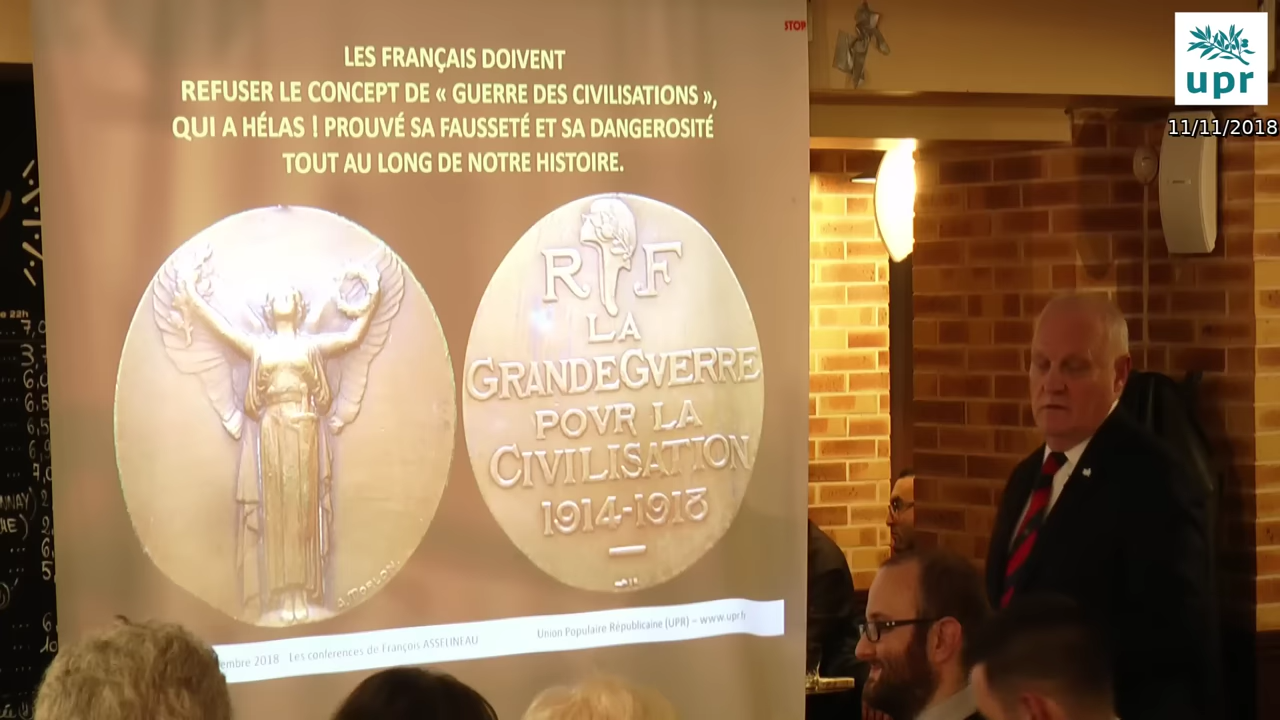 STOP
LES FRANÇAIS DOIVENT
REFUSER LE CONCEPT DE « GUERRE DES CIVILISATIONS »,
QUI A HÉLAS ! PROUVÉ SA FAUSSETÉ ET SA DANGEROSITÉ
TOUT AU LONG DE NOTRE HISTOIRE.
upr
11/11/2018
R F
LA
GRANDE GVERRE
POVR LA
CIVILISATION
1914-1918
A. MORLON
2018 Les conférences de François ASSELINEAU
Union Populaire Républicaine (UPR) – www.upr.fr
e 22h